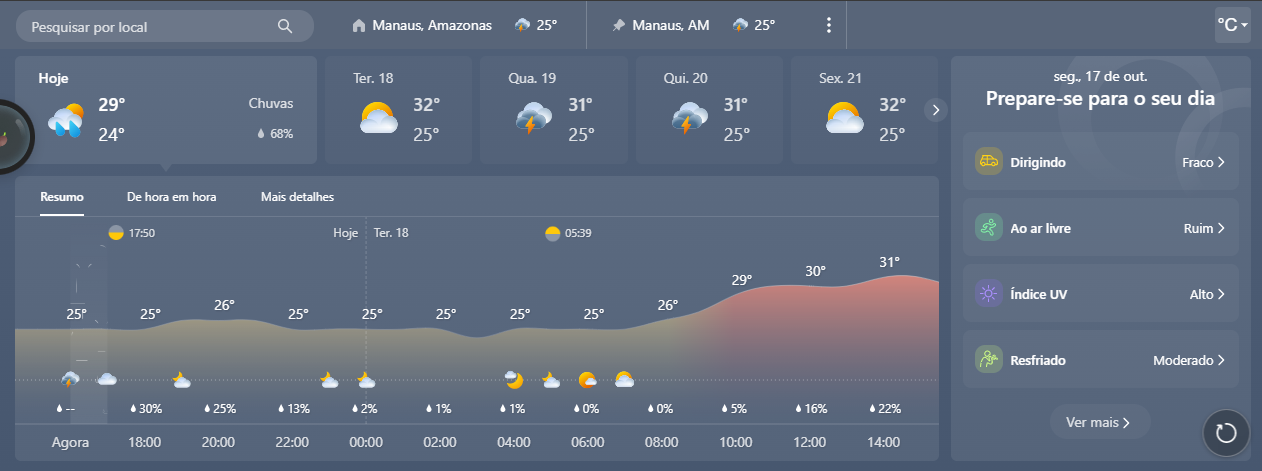 Pesquisar por local
Manaus, Amazonas 25°
Manaus, AM 25°
°C
Hoje
29°
24°
Chuvas
68%
Ter. 18
32°
25°
Qua. 19
31°
25°
Qui. 20
31°
25°
Sex. 21
32°
25°
Resumo De hora em hora Mais detalhes
17:50 Hoje Ter. 18 05:39
25° 25° 26° 25° 25° 25° 25° 25° 26° 29° 30° 31°
-- 30% 25% 13% 2% 1% 1% 0% 0% 5% 16% 22%
Agora 18:00 20:00 22:00 00:00 02:00 04:00 06:00 08:00 10:00 12:00 14:00
seg., 17 de out.
Prepare-se para o seu dia
Dirigindo Fraco
Ao ar livre Ruim
Índice UV Alto
Resfriado Moderado
Ver mais